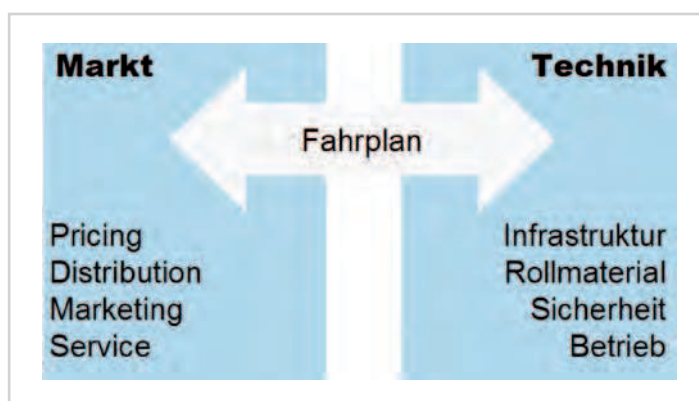 Markt
Technik
Fahrplan
Pricing
Distribution
Marketing
Service
Infrastruktur
Rollmaterial
Sicherheit
Betrieb